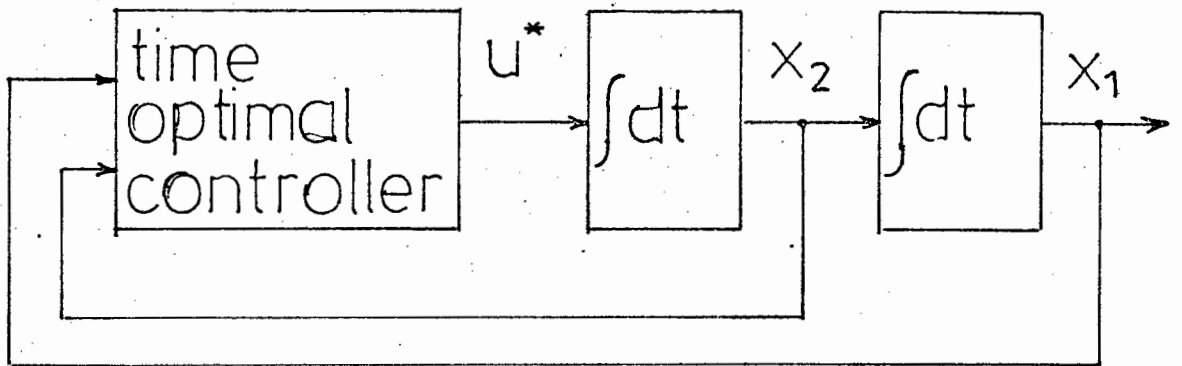 time
optimal
controller
u*
∫dt
x₂
∫dt
x₁